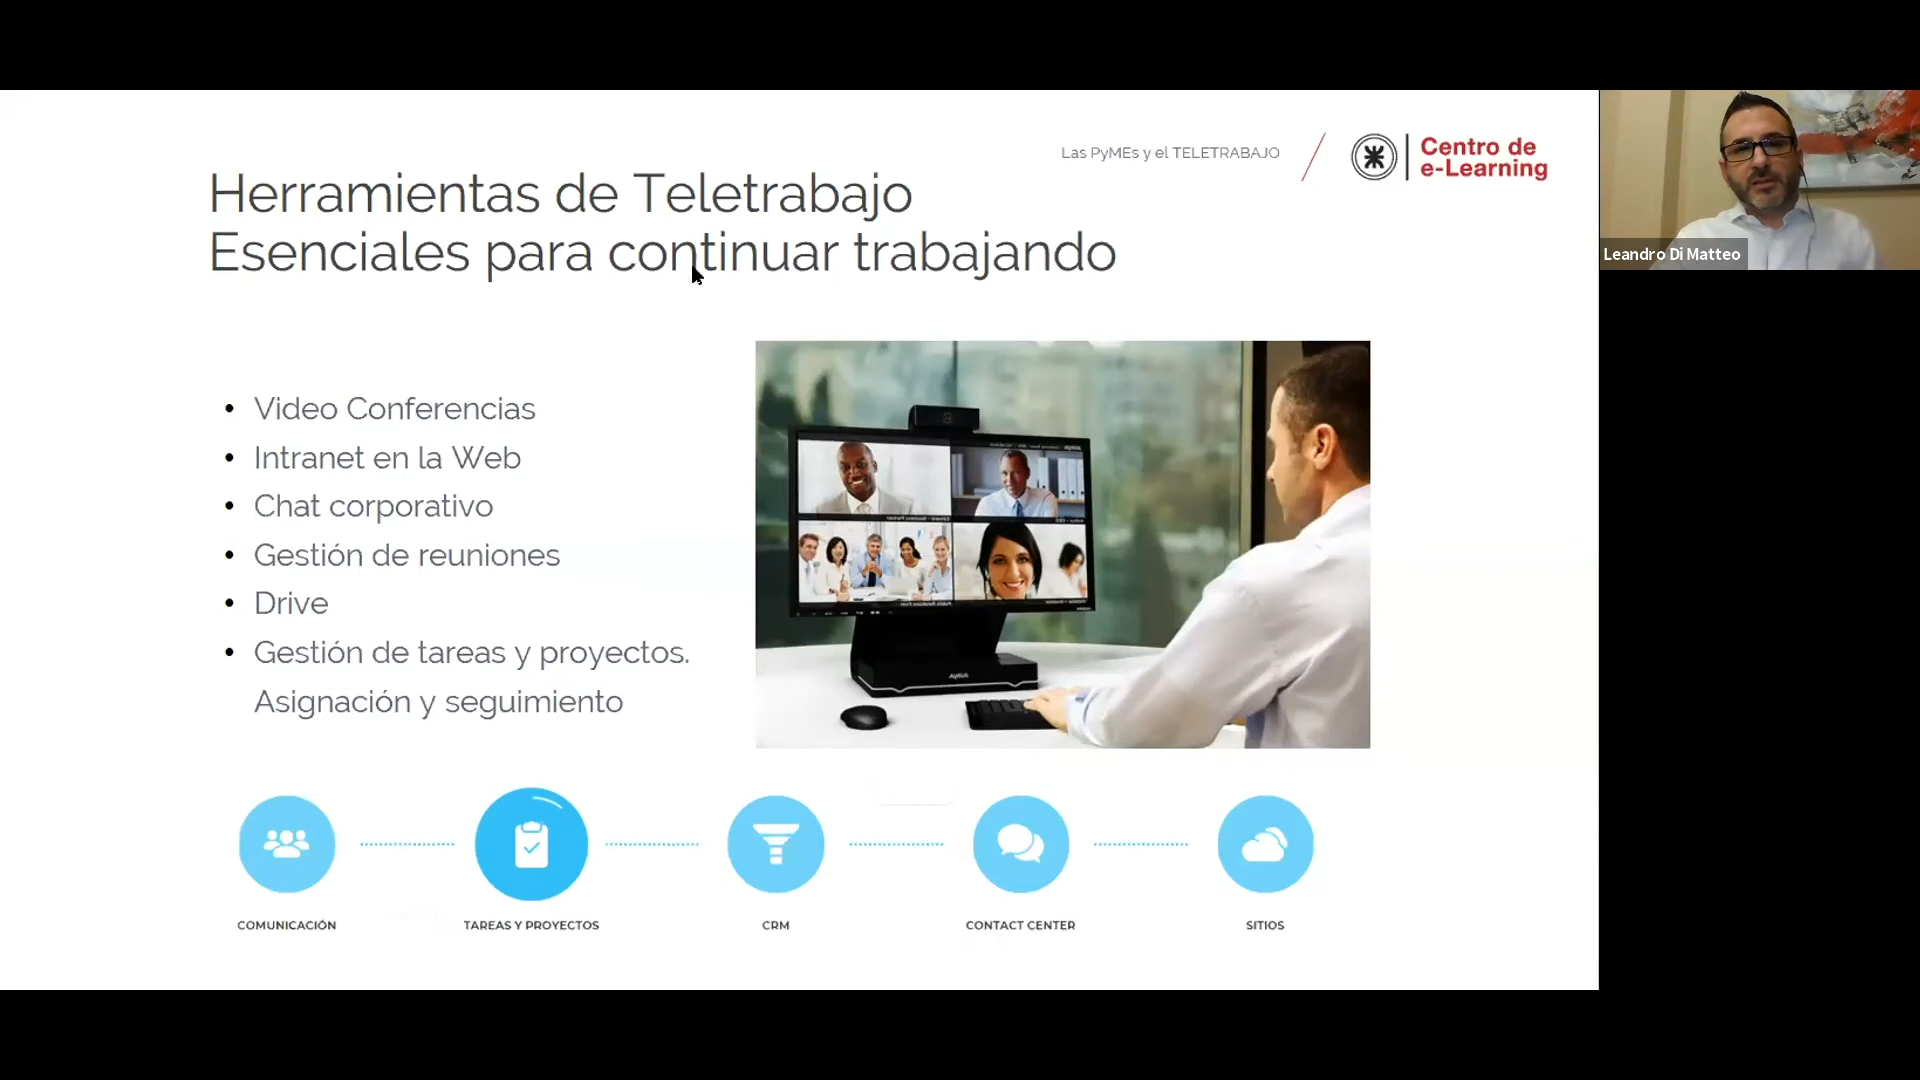 Las PyMEs y el TELETRABAJO
Centro de
e-Learning
Herramientas de Teletrabajo
Esenciales para continuar trabajando
Leandro Di Matteo
• Video Conferencias
• Intranet en la Web
• Chat corporativo
• Gestión de reuniones
• Drive
• Gestión de tareas y proyectos.
Asignación y seguimiento
AVAYA
COMUNICACIÓN
TAREAS Y PROYECTOS
CRM
CONTACT CENTER
SITIOS